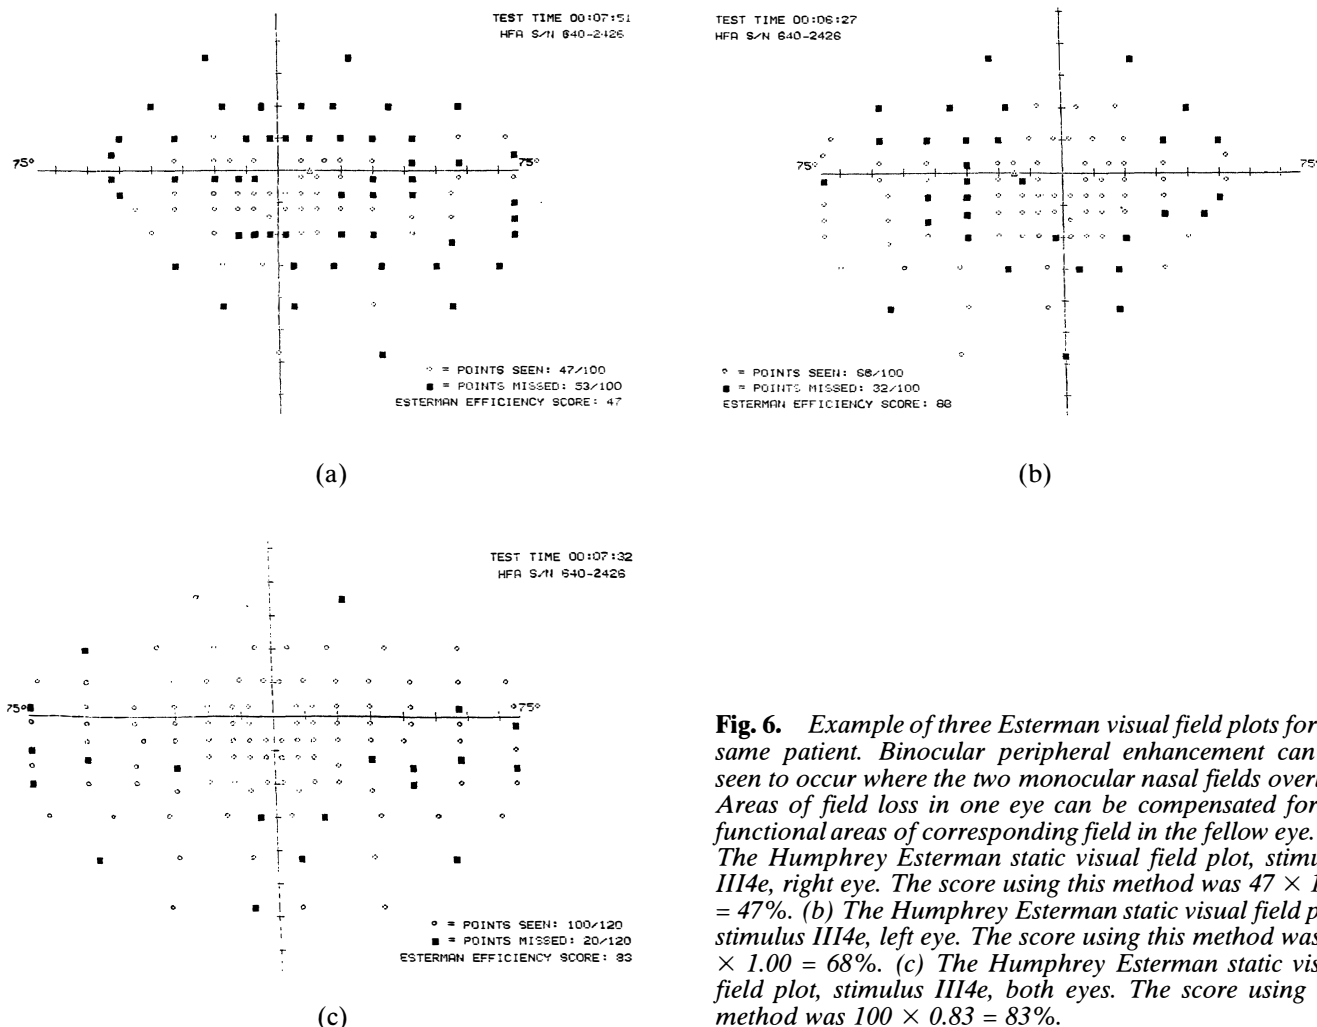 TEST TIME 00:07:51
HFA S/N 640-2426
75° 75°
○ = POINTS SEEN: 47/100
■ = POINTS MISSED: 53/100
ESTERMAN EFFICIENCY SCORE: 47
(a)
TEST TIME 00:06:27
HFA S/N 640-2426
75° 75°
○ = POINTS SEEN: 68/100
■ = POINTS MISSED: 32/100
ESTERMAN EFFICIENCY SCORE: 68
(b)
TEST TIME 00:07:32
HFA S/N 640-2426
75° 75°
○ = POINTS SEEN: 100/120
■ = POINTS MISSED: 20/120
ESTERMAN EFFICIENCY SCORE: 83
(c)
Fig. 6. Example of three Esterman visual field plots for
same patient. Binocular peripheral enhancement can
seen to occur where the two monocular nasal fields overl
Areas of field loss in one eye can be compensated for
functional areas of corresponding field in the fellow eye.
The Humphrey Esterman static visual field plot, stimu
III4e, right eye. The score using this method was 47 × 1
= 47%. (b) The Humphrey Esterman static visual field p
stimulus III4e, left eye. The score using this method was
× 1.00 = 68%. (c) The Humphrey Esterman static vis
field plot, stimulus III4e, both eyes. The score using
method was 100 × 0.83 = 83%.